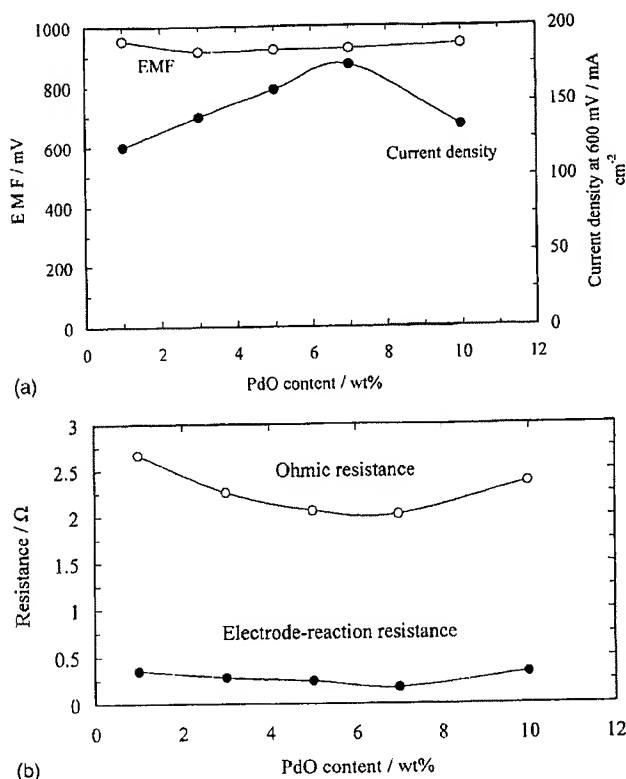 1000
800
600
400
200
0
E M F / mV
EMF
Current density
200
150
100
50
0
Current density at 600 mV / mA
cm-2
0 2 4 6 8 10 12
PdO content / wt%
(a)
3
2.5
2
1.5
1
0.5
0
Resistance / Ω
Ohmic resistance
Electrode-reaction resistance
0 2 4 6 8 10 12
PdO content / wt%
(b)